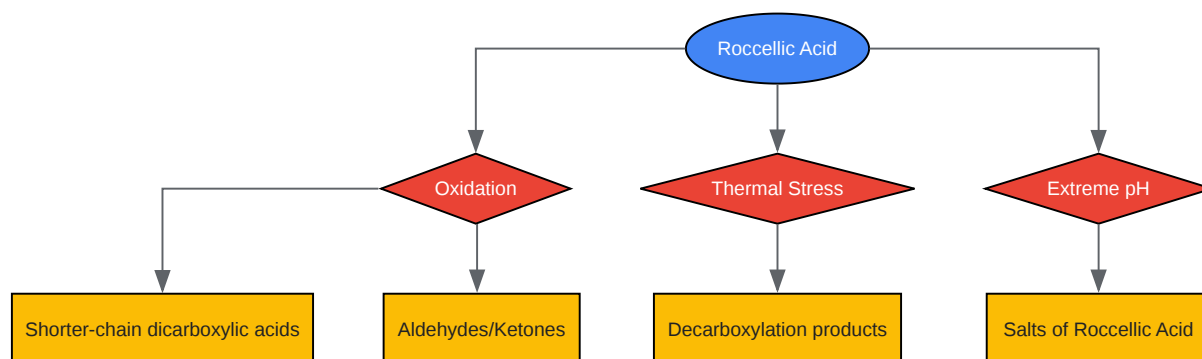 Roccellic Acid
Oxidation
Thermal Stress
Extreme pH
Shorter-chain dicarboxylic acids
Aldehydes/Ketones
Decarboxylation products
Salts of Roccellic Acid